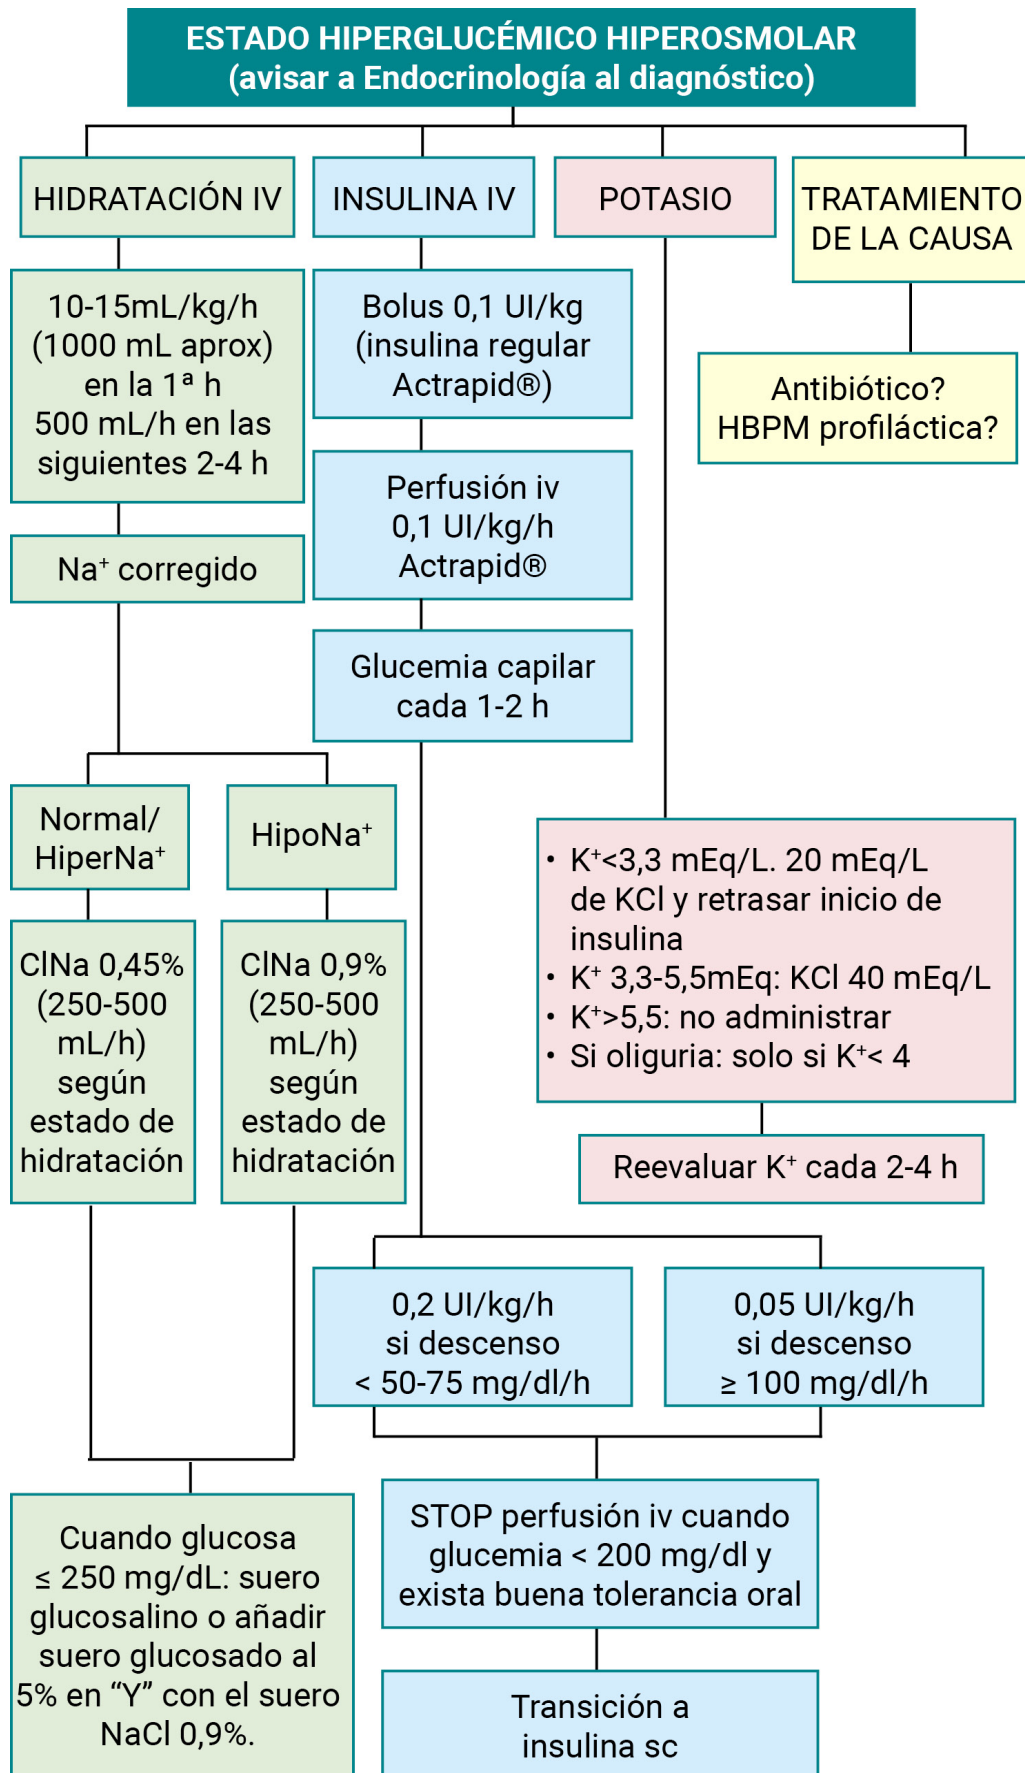 ESTADO HIPERGLUCÉMICO HIPEROSMOLAR
(avisar a Endocrinología al diagnóstico)
HIDRATACIÓN IV
10-15mL/kg/h
(1000 mL aprox)
en la 1ª h
500 mL/h en las
siguientes 2-4 h
Na⁺ corregido
Normal/
HiperNa⁺
ClNa 0,45%
(250-500
mL/h)
según
estado de
hidratación
HipoNa⁺
ClNa 0,9%
(250-500
mL/h)
según
estado de
hidratación
Cuando glucosa
≤ 250 mg/dL: suero
glucosalino o añadir
suero glucosado al
5% en “Y” con el suero
NaCl 0,9%.
INSULINA IV
Bolus 0,1 UI/kg
(insulina regular
Actrapid®)
Perfusión iv
0,1 UI/kg/h
Actrapid®
Glucemia capilar
cada 1-2 h
0,2 UI/kg/h
si descenso
< 50-75 mg/dl/h
0,05 UI/kg/h
si descenso
≥ 100 mg/dl/h
STOP perfusión iv cuando
glucemia < 200 mg/dl y
exista buena tolerancia oral
Transición a
insulina sc
POTASIO
• K⁺<3,3 mEq/L. 20 mEq/L
de KCl y retrasar inicio de
insulina
• K⁺ 3,3-5,5mEq: KCl 40 mEq/L
• K⁺>5,5: no administrar
• Si oliguria: solo si K⁺< 4
Reevaluar K⁺ cada 2-4 h
TRATAMIENTO
DE LA CAUSA
Antibiótico?
HBPM profiláctica?